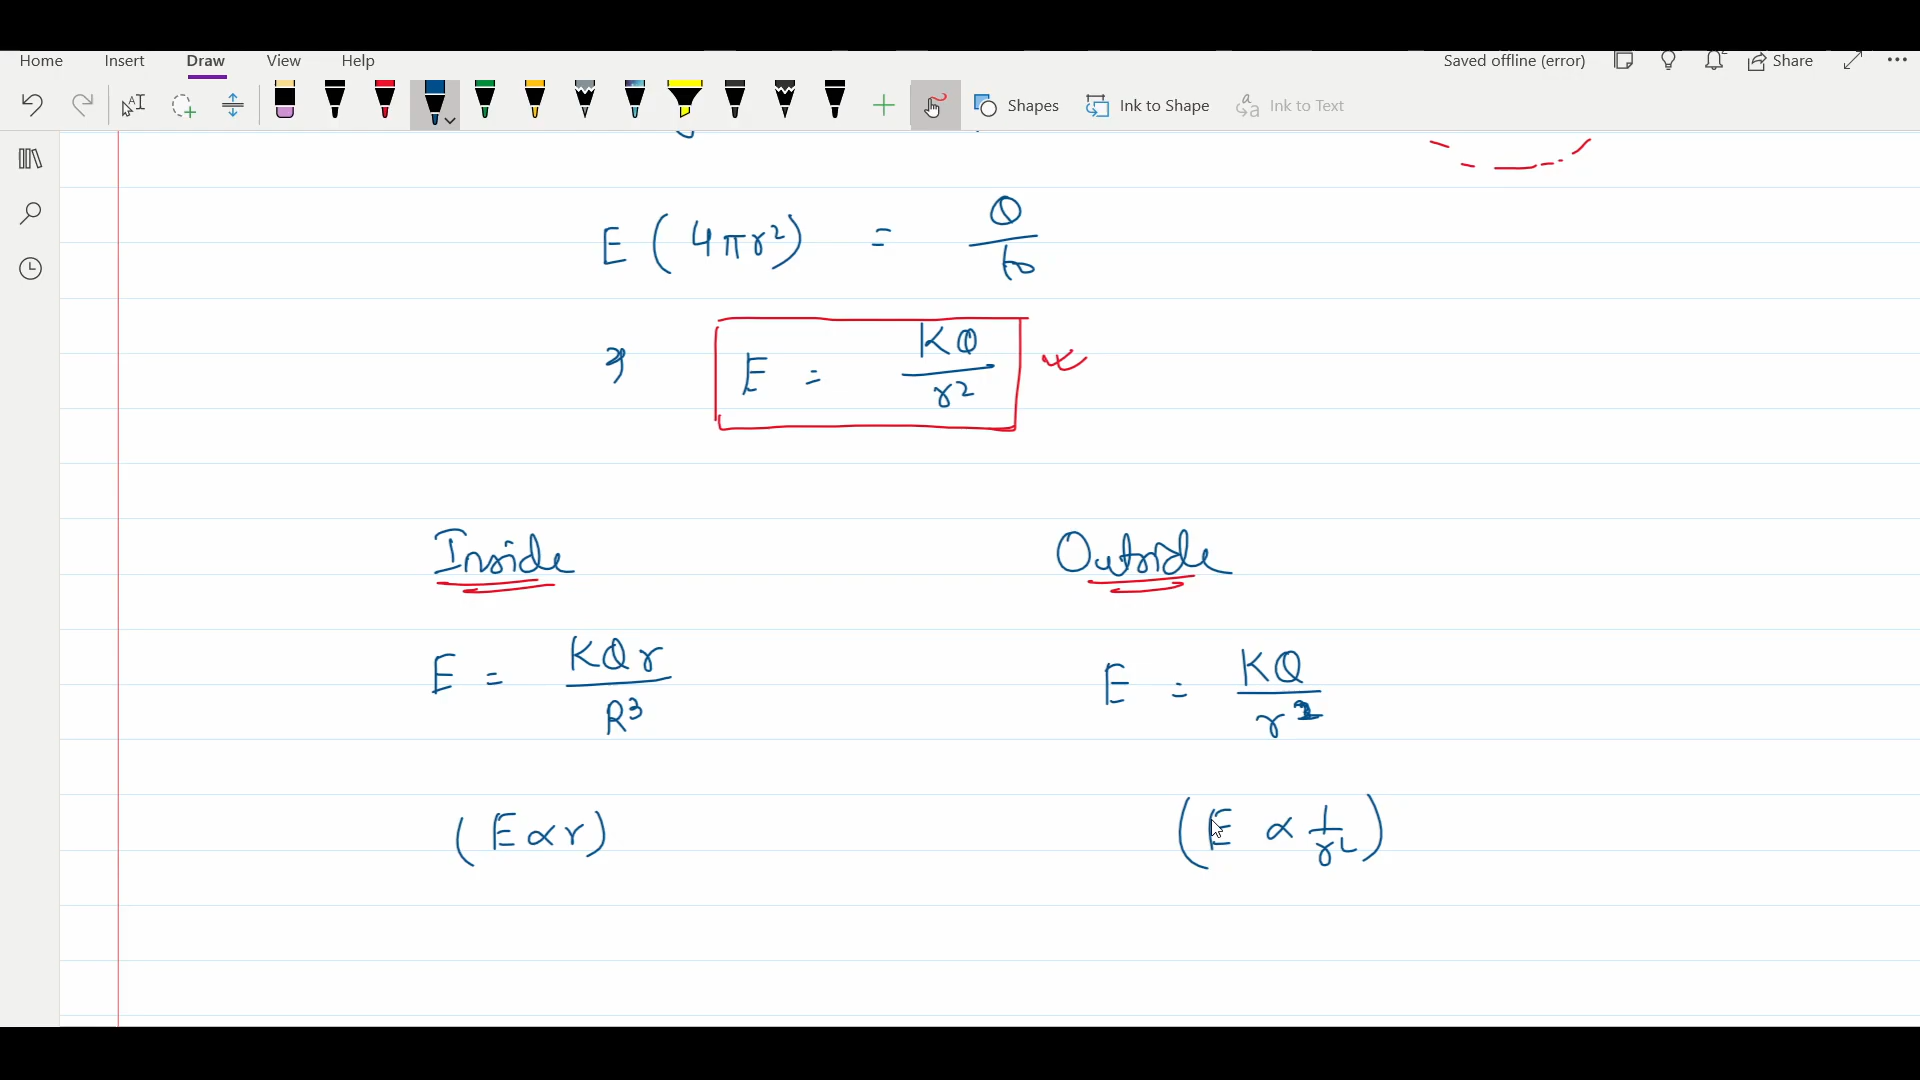 Home Insert Draw View Help Saved offline (error) Share
Shapes Ink to Shape Ink to Text
E (4πr²) = Q/ε₀
⇒ E = KQ/r²
Inside Outside
E = KQr/R³ E = KQ/r²
(E ∝ r) (E ∝ 1/r²)